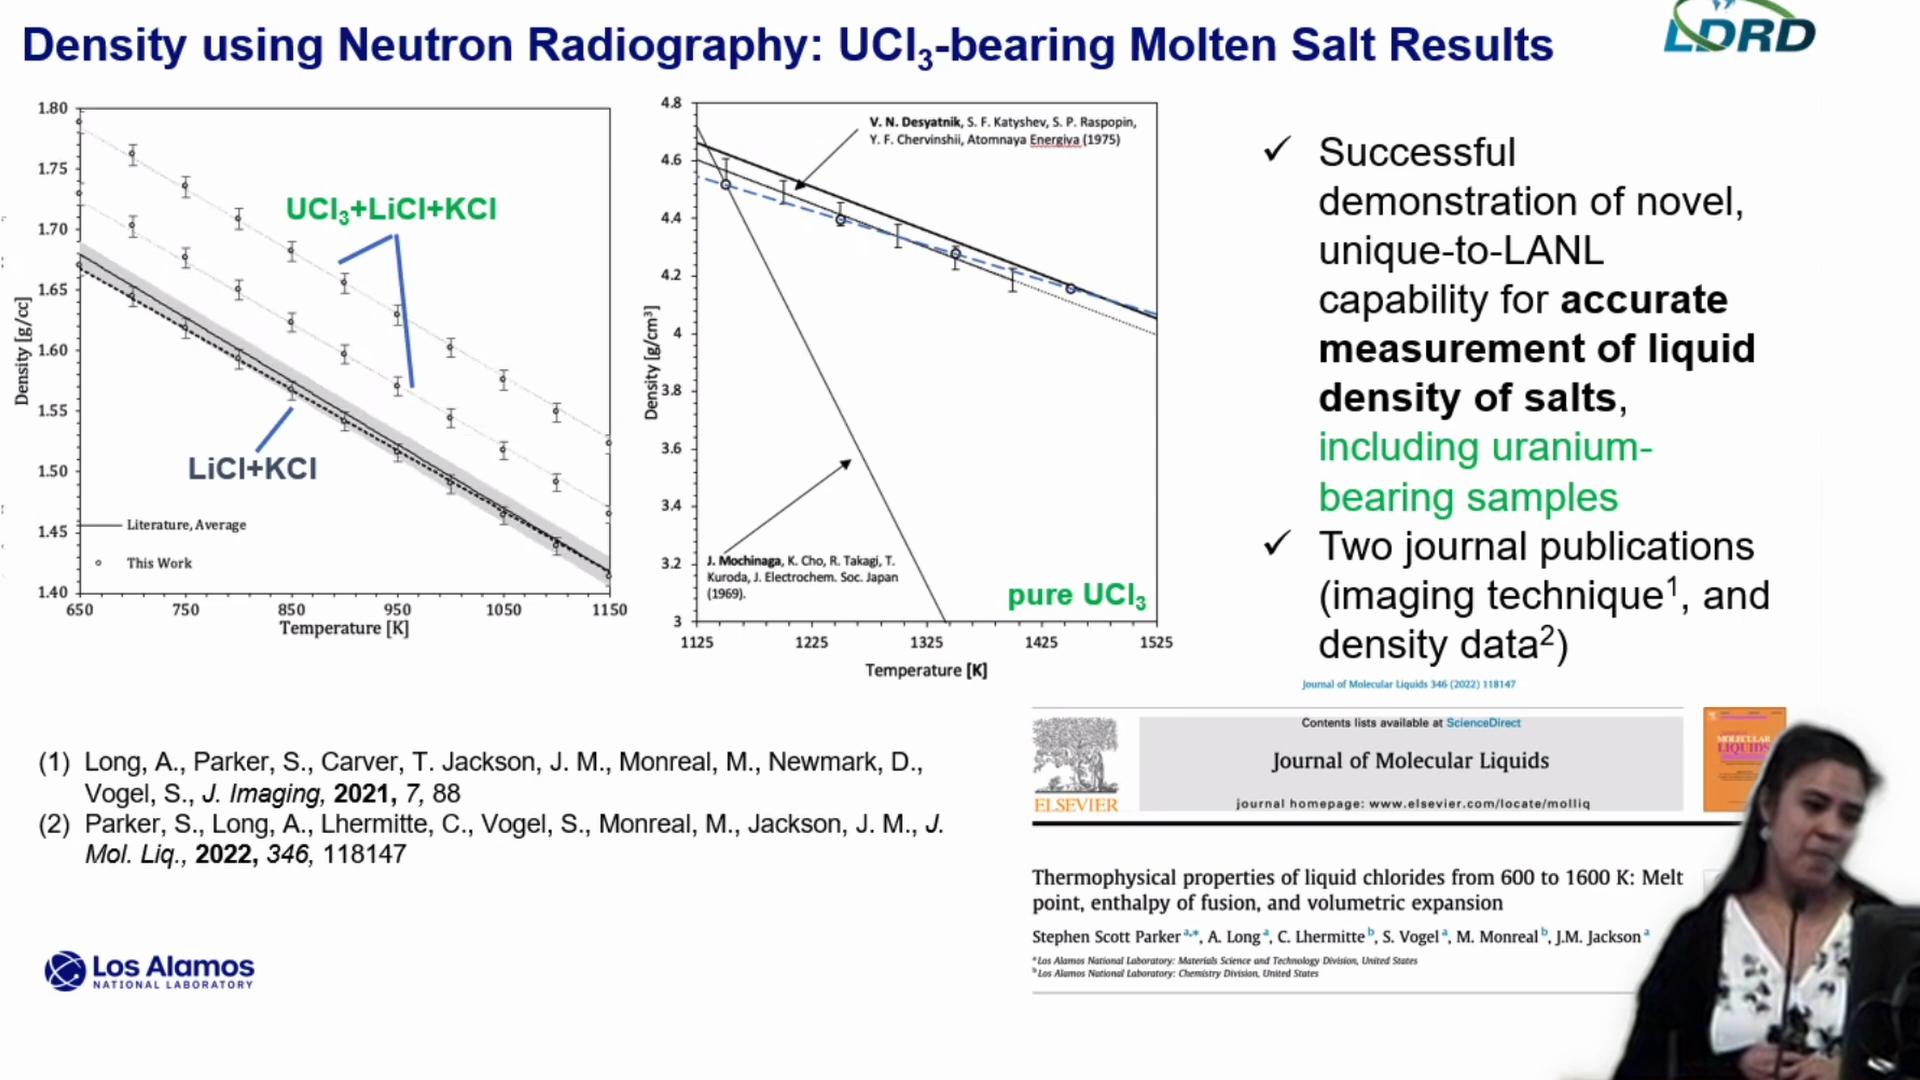 Density using Neutron Radiography: UCl₃-bearing Molten Salt Results
LDRD
1.80
1.75
1.70
1.65
1.60
1.55
1.50
1.45
1.40
Density [g/cc]
UCl₃+LiCl+KCl
LiCl+KCl
Literature, Average
This Work
650
750
850
950
1050
1150
Temperature [K]
4.8
4.6
4.4
4.2
4
3.8
3.6
3.4
3.2
3
Density [g/cm³]
V. N. Desyatnik, S. F. Katyshev, S. P. Raspopin,
Y. F. Chervinshii, Atomnaya Energiva (1975)
J. Mochinaga, K. Cho, R. Takagi, T.
Kuroda, J. Electrochem. Soc. Japan
(1969).
pure UCl₃
1125
1225
1325
1425
1525
Temperature [K]
✓ Successful
demonstration of novel,
unique-to-LANL
capability for accurate
measurement of liquid
density of salts,
including uranium-
bearing samples
✓ Two journal publications
(imaging technique¹, and
density data²)
Journal of Molecular Liquids 346 (2022) 118147
Contents lists available at ScienceDirect
Journal of Molecular Liquids
journal homepage: www.elsevier.com/locate/molliq
ELSEVIER
MOLECULAR
LIQUIDS
Thermophysical properties of liquid chlorides from 600 to 1600 K: Melt
point, enthalpy of fusion, and volumetric expansion
Stephen Scott Parker ᵃ,*, A. Long ᵃ, C. Lhermitte ᵇ, S. Vogel ᵃ, M. Monreal ᵇ, J.M. Jackson ᵃ
ᵃ Los Alamos National Laboratory: Materials Science and Technology Division, United States
ᵇ Los Alamos National Laboratory: Chemistry Division, United States
(1) Long, A., Parker, S., Carver, T. Jackson, J. M., Monreal, M., Newmark, D.,
Vogel, S., J. Imaging, 2021, 7, 88
(2) Parker, S., Long, A., Lhermitte, C., Vogel, S., Monreal, M., Jackson, J. M., J.
Mol. Liq., 2022, 346, 118147
Los Alamos
NATIONAL LABORATORY